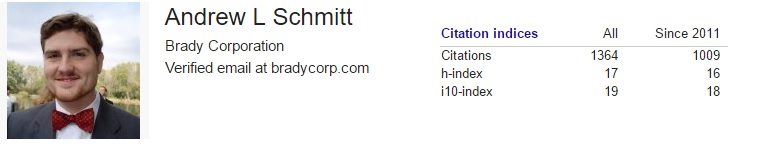 Andrew L Schmitt
Brady Corporation
Verified email at bradycorp.com
Citation indices All Since 2011
Citations 1364 1009
h-index 17 16
i10-index 19 18